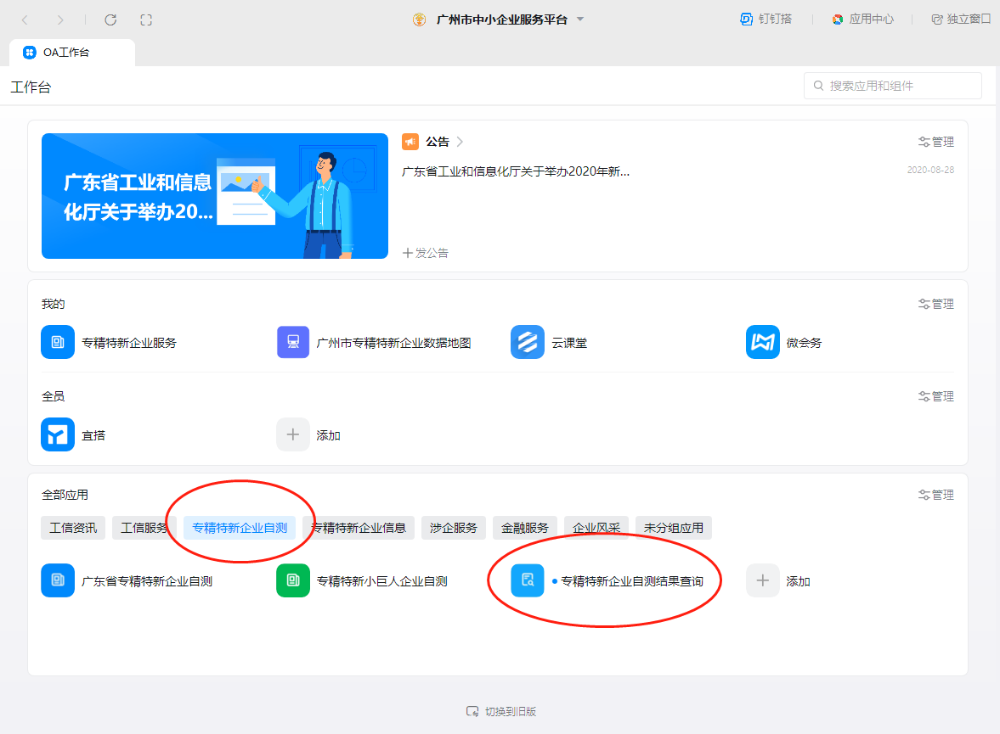 广州市中小企业服务平台
钉钉搭
应用中心
独立窗口
OA工作台
工作台
搜索应用和组件
广东省工业和信息
化厅关于举办20...
公告
管理
广东省工业和信息化厅关于举办2020年新...
2020-08-28
发公告
我的
管理
专精特新企业服务
广州市专精特新企业数据地图
云课堂
微会务
全员
管理
宜搭
添加
全部应用
管理
工信资讯
工信服务
专精特新企业自测
专精特新企业信息
涉企服务
金融服务
企业风采
未分组应用
广东省专精特新企业自测
专精特新小巨人企业自测
专精特新企业自测结果查询
添加
切换到旧版